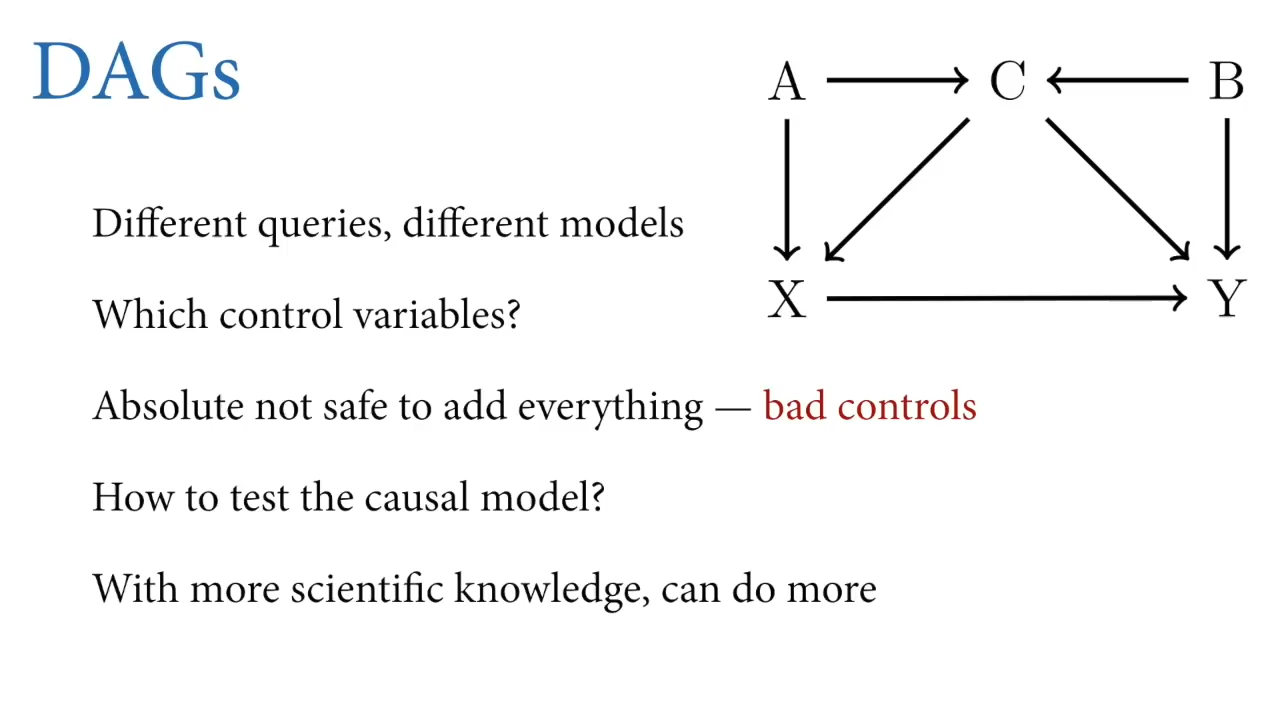 DAGs
A C B
X Y
Different queries, different models
Which control variables?
Absolute not safe to add everything — bad controls
How to test the causal model?
With more scientific knowledge, can do more